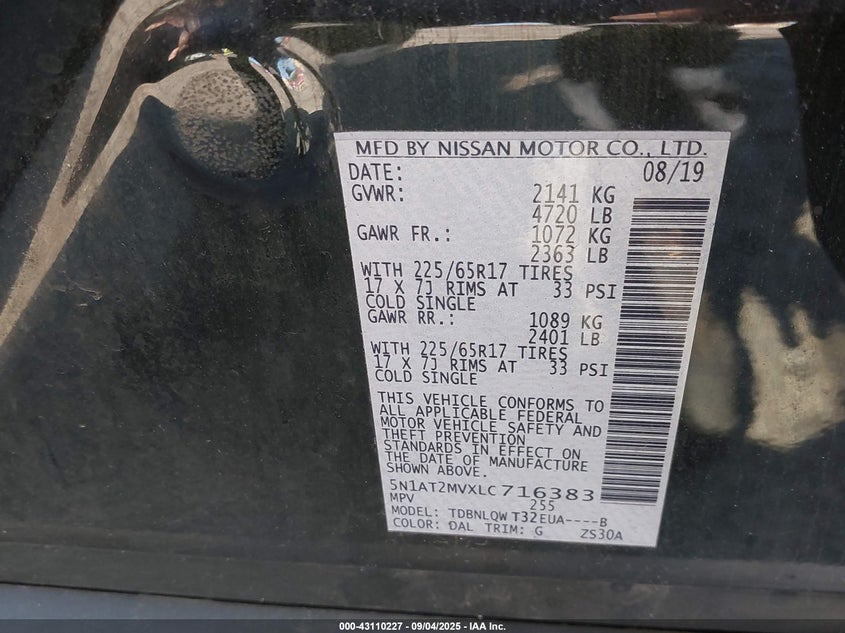 MFD BY NISSAN MOTOR CO., LTD.
DATE: 08/19
GVWR: 2141 KG
4720 LB
GAWR FR.: 1072 KG
2363 LB
WITH 225/65R17 TIRES
17 X 7J RIMS AT 33 PSI
COLD SINGLE
GAWR RR.: 1089 KG
2401 LB
WITH 225/65R17 TIRES
17 X 7J RIMS AT 33 PSI
COLD SINGLE
THIS VEHICLE CONFORMS TO
ALL APPLICABLE FEDERAL
MOTOR VEHICLE SAFETY AND
THEFT PREVENTION
STANDARDS IN EFFECT ON
THE DATE OF MANUFACTURE
SHOWN ABOVE.
5N1AT2MVXLC716383
MPV 255
MODEL: TDBNLQW T32EUA----B
COLOR: DAL TRIM: G ZS30A
000-43110227 - 09/04/2025 - IAA Inc.